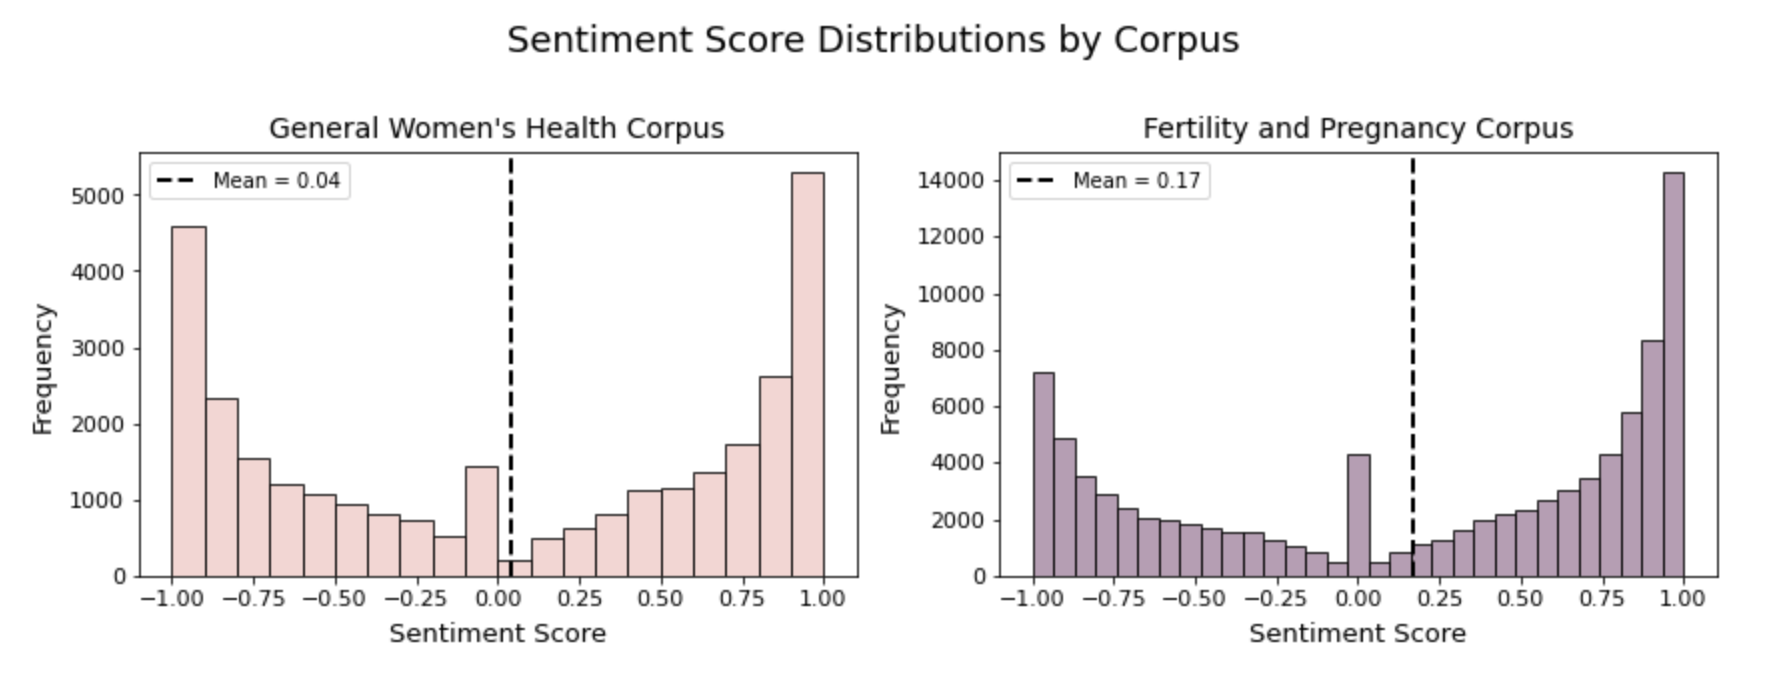 Sentiment Score Distributions by Corpus
General Women's Health Corpus
Mean = 0.04
Frequency
5000
4000
3000
2000
1000
0
−1.00 −0.75 −0.50 −0.25 0.00 0.25 0.50 0.75 1.00
Sentiment Score
Fertility and Pregnancy Corpus
Mean = 0.17
Frequency
14000
12000
10000
8000
6000
4000
2000
0
−1.00 −0.75 −0.50 −0.25 0.00 0.25 0.50 0.75 1.00
Sentiment Score